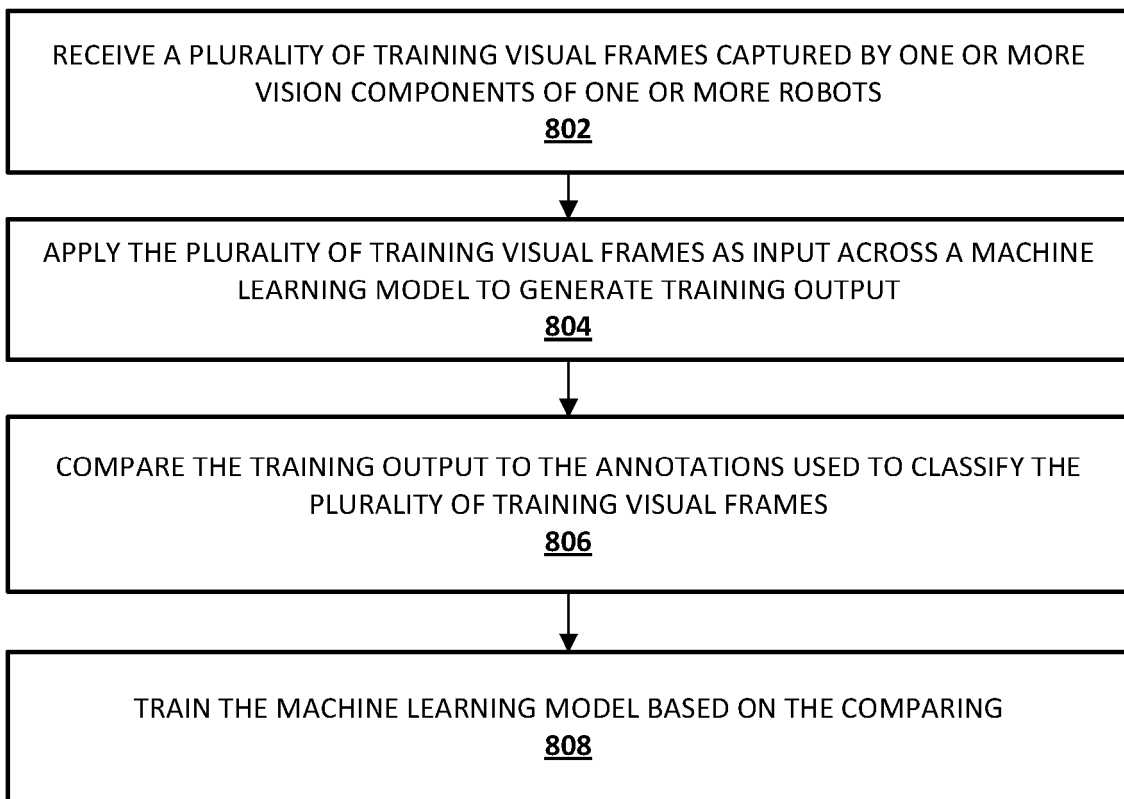 RECEIVE A PLURALITY OF TRAINING VISUAL FRAMES CAPTURED BY ONE OR MORE
VISION COMPONENTS OF ONE OR MORE ROBOTS
802
APPLY THE PLURALITY OF TRAINING VISUAL FRAMES AS INPUT ACROSS A MACHINE
LEARNING MODEL TO GENERATE TRAINING OUTPUT
804
COMPARE THE TRAINING OUTPUT TO THE ANNOTATIONS USED TO CLASSIFY THE
PLURALITY OF TRAINING VISUAL FRAMES
806
TRAIN THE MACHINE LEARNING MODEL BASED ON THE COMPARING
808